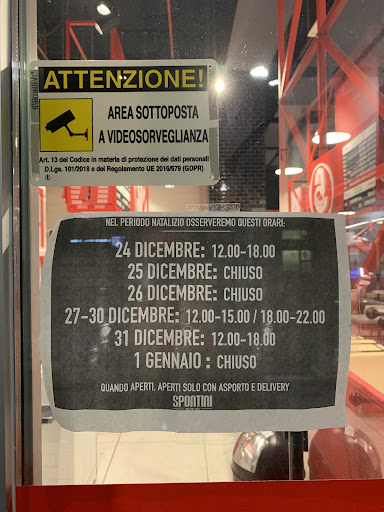 ATTENZIONE!
AREA SOTTOPOSTA
A VIDEOSORVEGLIANZA
Art. 13 del Codice in materia di protezione dei dati personali
D.Lgs. 101/2018 e del Regolamento UE 2016/679 (GDPR)
NEL PERIODO NATALIZIO OSSERVEREMO QUESTI ORARI:
24 DICEMBRE: 12.00-18.00
25 DICEMBRE: CHIUSO
26 DICEMBRE: CHIUSO
27-30 DICEMBRE: 12.00-15.00 / 18.00-22.00
31 DICEMBRE: 12.00-18.00
1 GENNAIO : CHIUSO
QUANDO APERTI, APERTI SOLO CON ASPORTO E DELIVERY
SPONTINI